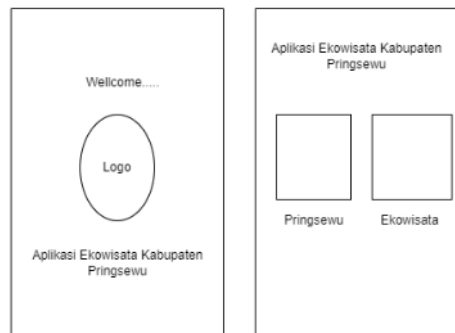 Wellcome.....
Logo
Aplikasi Ekowisata Kabupaten
Pringsewu
Aplikasi Ekowisata Kabupaten
Pringsewu
Pringsewu
Ekowisata